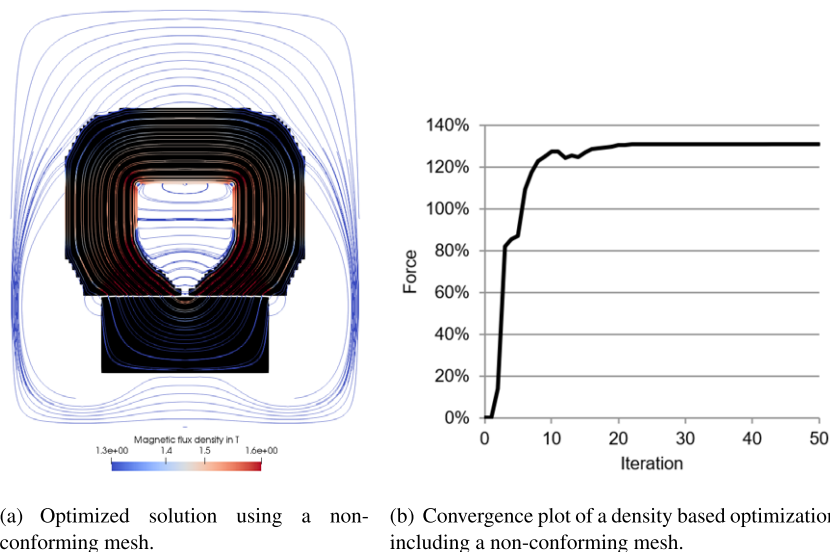 Magnetic flux density in T
1.3e+00 1.4 1.5 1.6e+00
140%
120%
100%
80%
60%
40%
20%
0%
Force
0 10 20 30 40 50
Iteration
(a) Optimized solution using a non-
conforming mesh.
(b) Convergence plot of a density based optimization
including a non-conforming mesh.